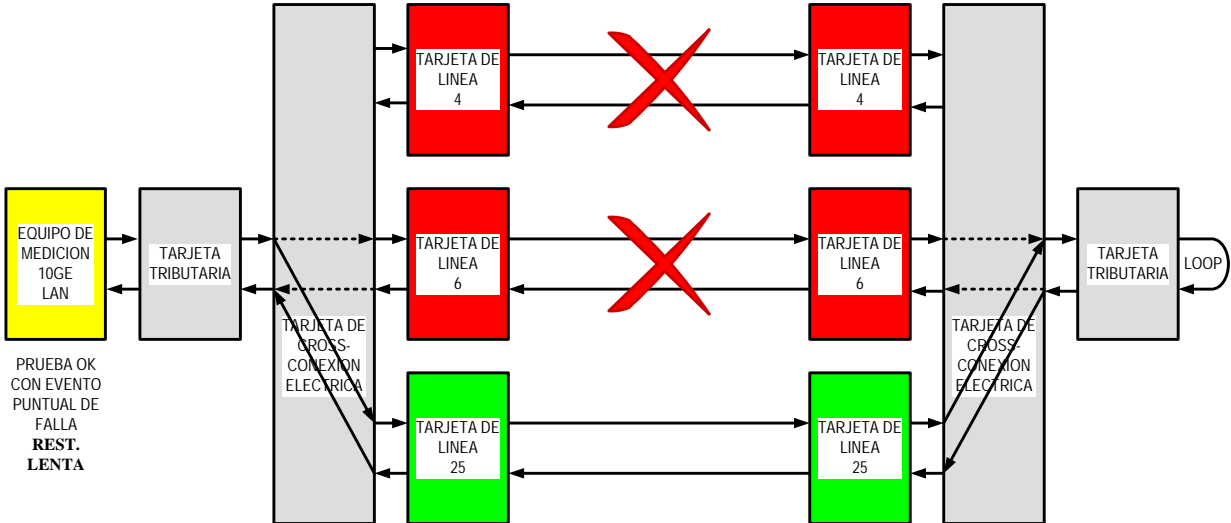 TARJETA DE
LINEA
4
TARJETA DE
LINEA
4
EQUIPO DE
MEDICION
10GE
LAN
TARJETA
TRIBUTARIA
TARJETA DE
LINEA
6
TARJETA DE
LINEA
6
TARJETA
TRIBUTARIA
LOOP
TARJETA DE
CROSS-
CONEXION
ELECTRICA
TARJETA DE
CROSS-
CONEXION
ELECTRICA
PRUEBA OK
CON EVENTO
PUNTUAL DE
FALLA
REST.
LENTA
TARJETA DE
LINEA
25
TARJETA DE
LINEA
25